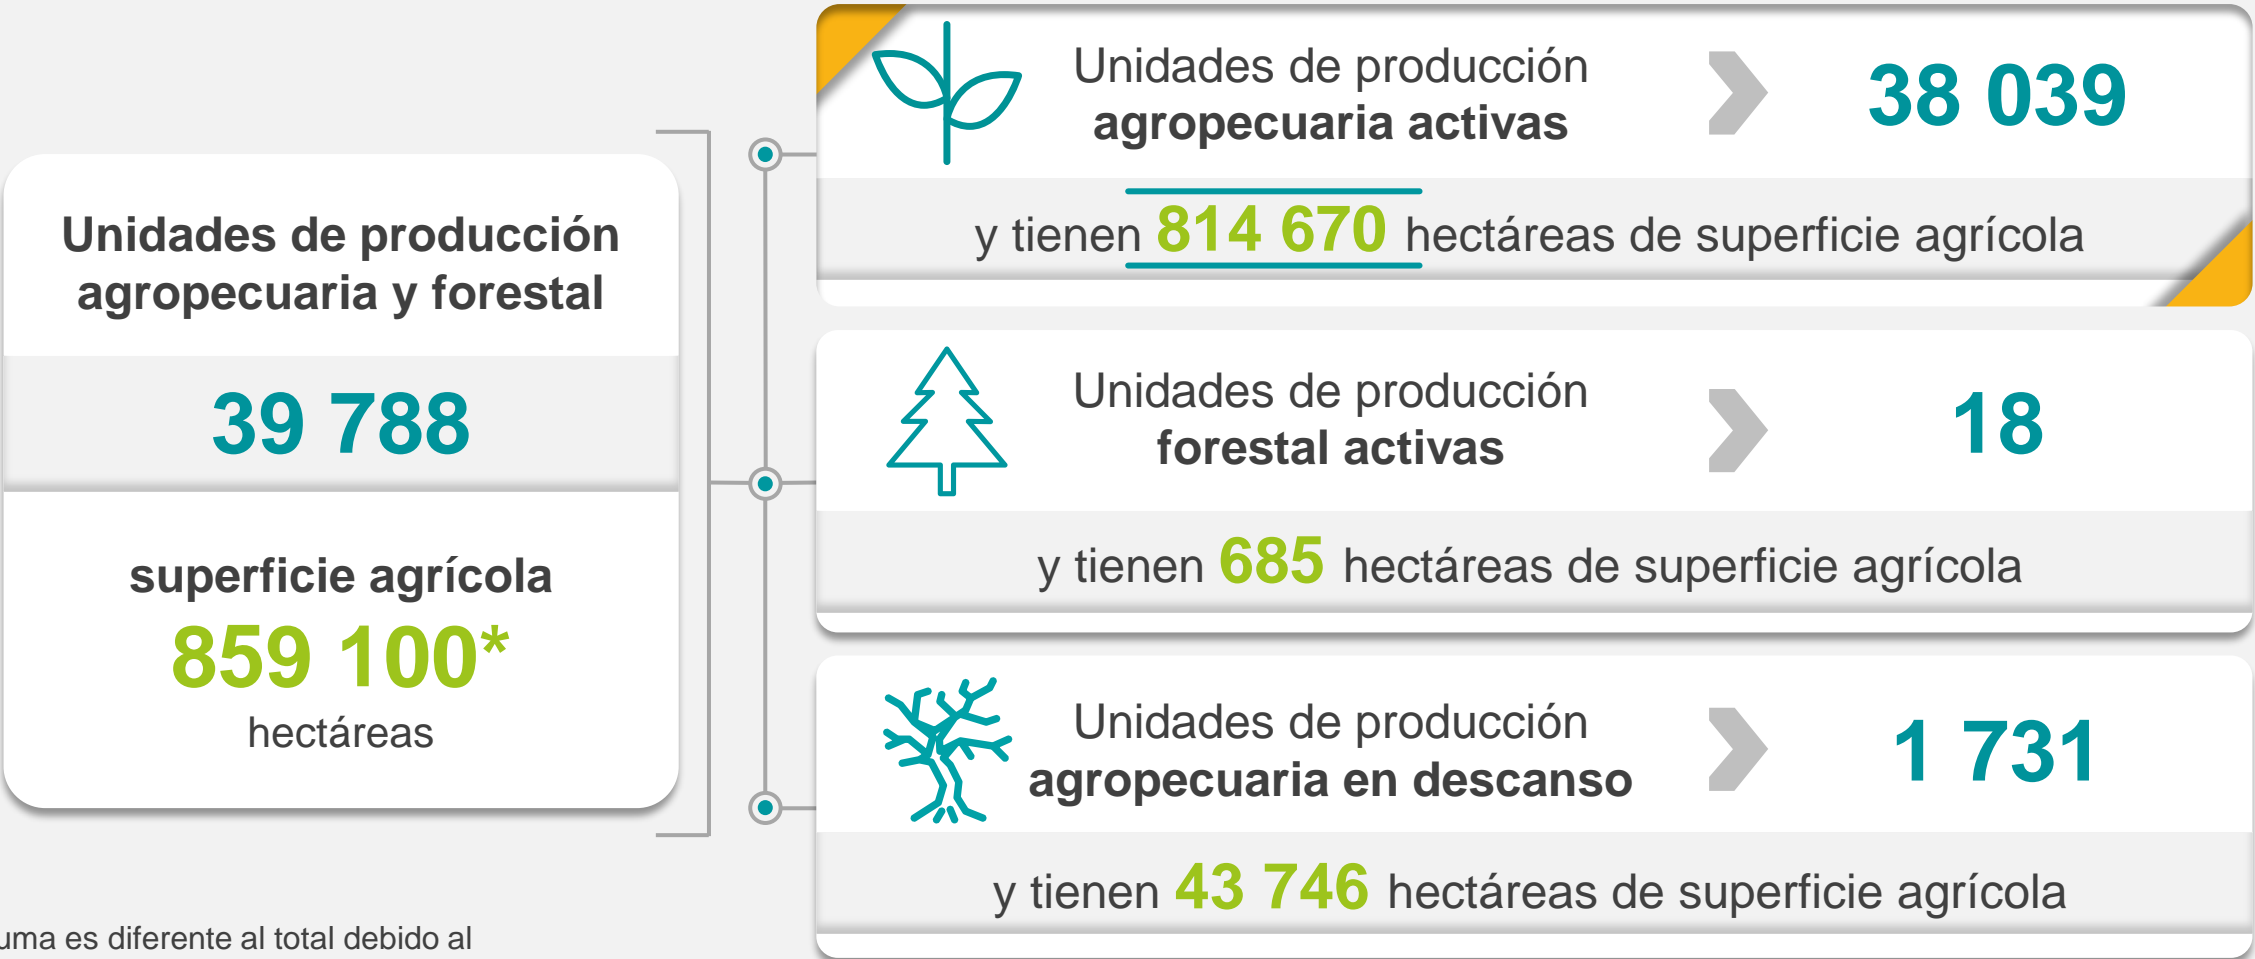 Unidades de producción
agropecuaria y forestal
39 788
superficie agrícola
859 100*
hectáreas
Unidades de producción
agropecuaria activas
38 039
y tienen 814 670 hectáreas de superficie agrícola
Unidades de producción
forestal activas
18
y tienen 685 hectáreas de superficie agrícola
Unidades de producción
agropecuaria en descanso
1 731
y tienen 43 746 hectáreas de superficie agrícola
es diferente al total debido al